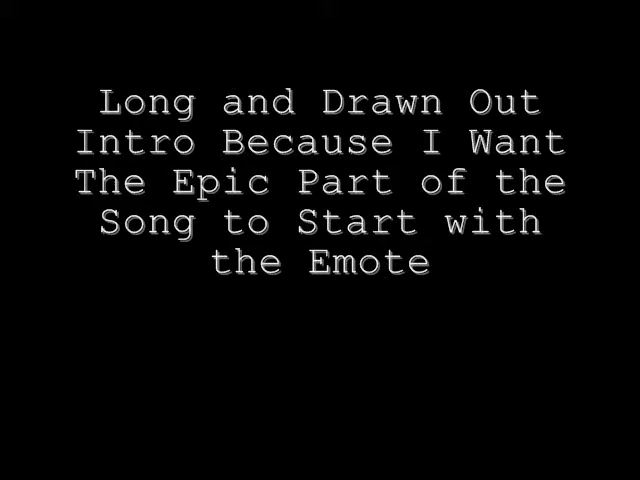 Long and Drawn Out
Intro Because I Want
The Epic Part of the
Song to Start with
the Emote